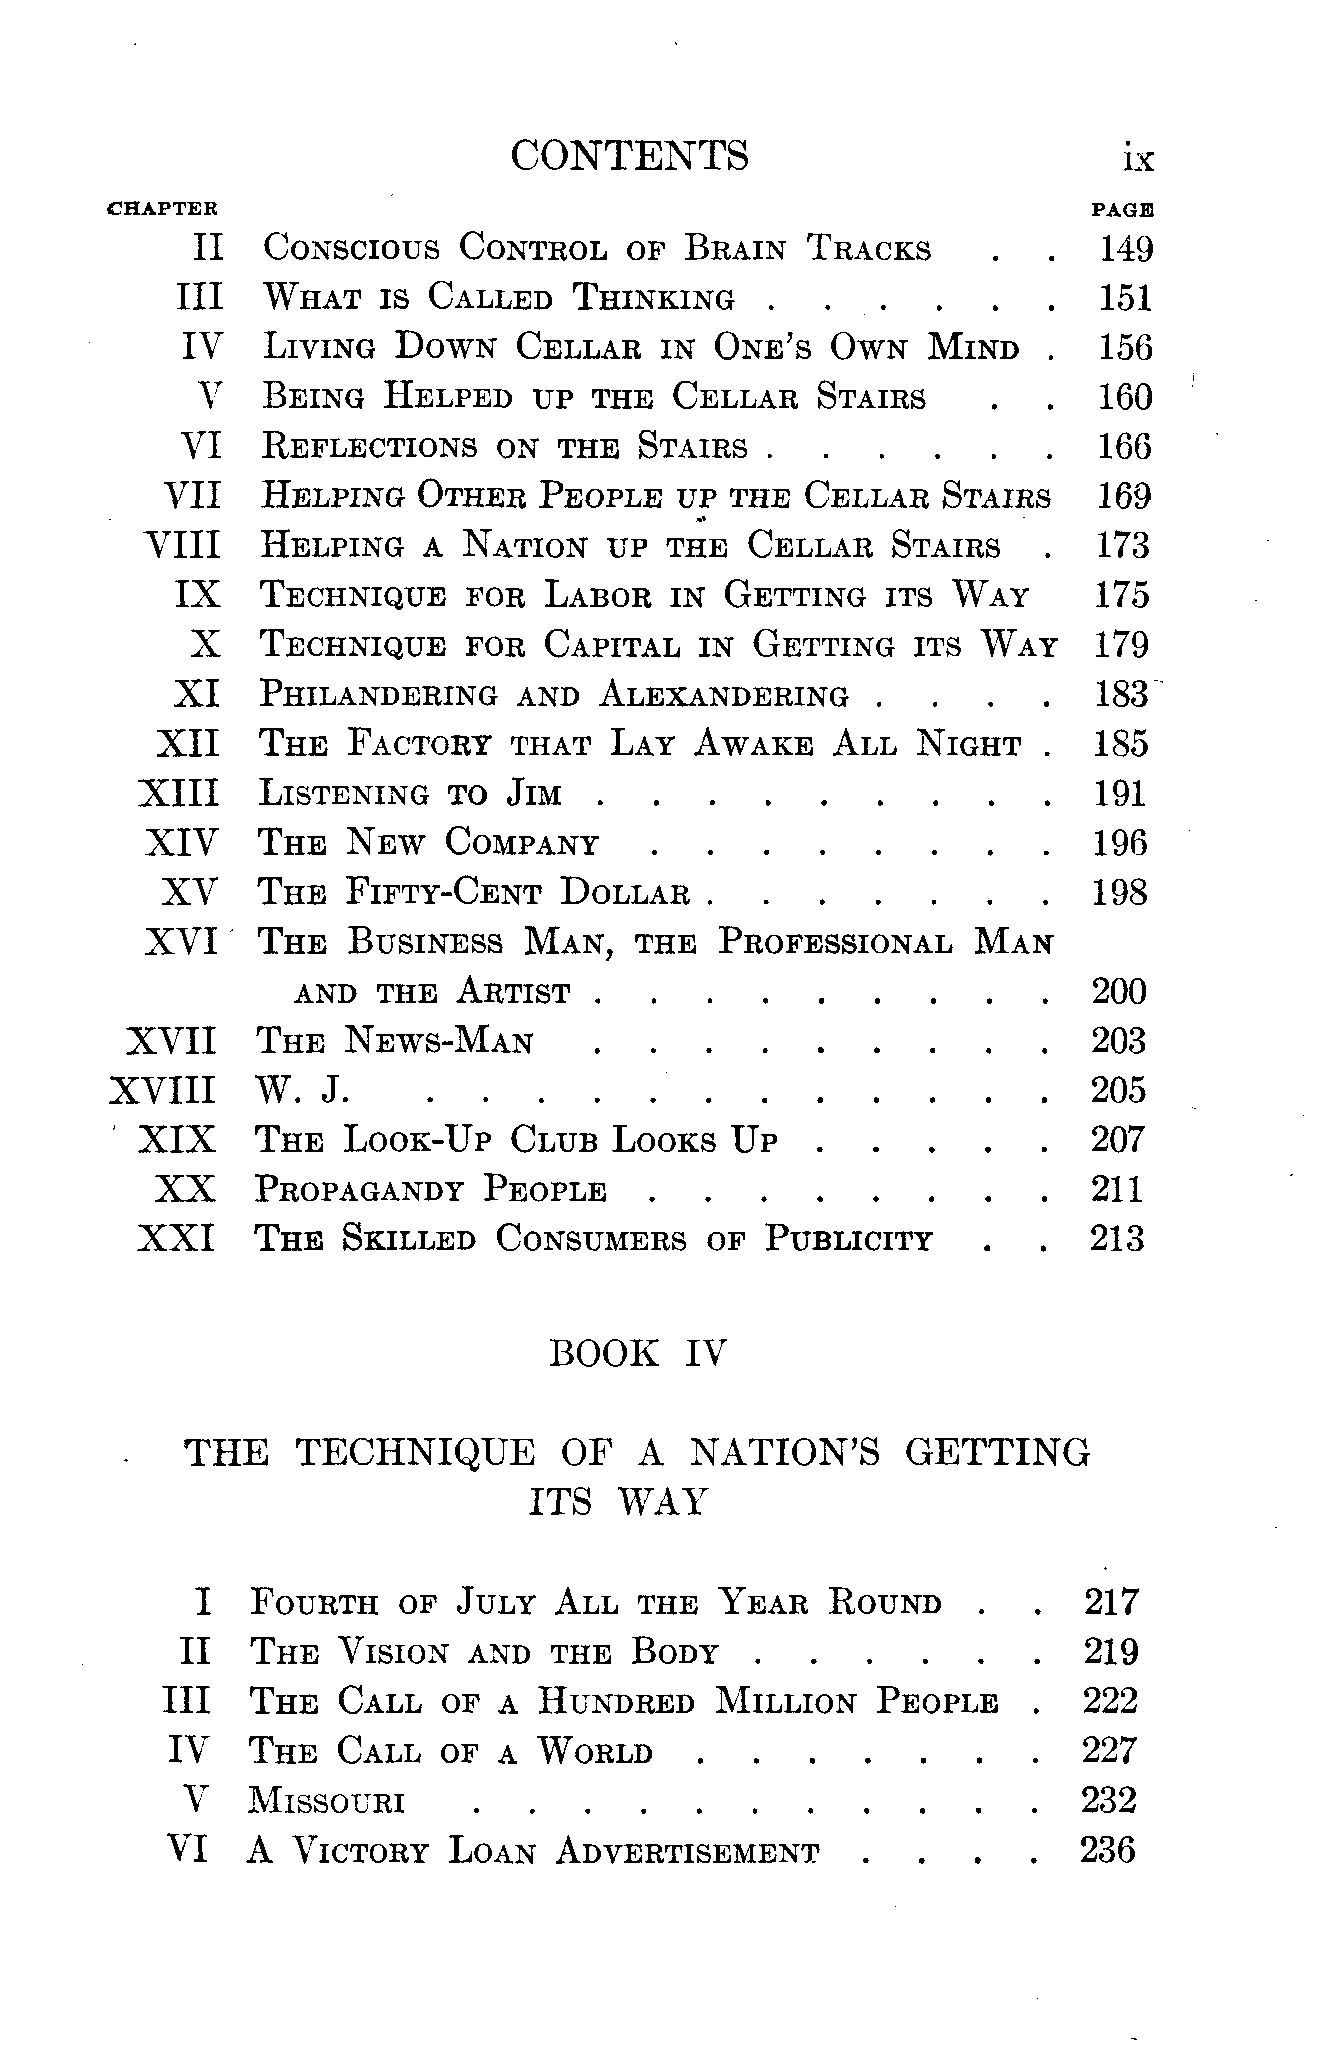 CONTENTS ix
CHAPTER PAGE
II Conscious Control of Brain Tracks . . 149
III What is Called Thinking . . . . . . 151
IV Living Down Cellar in One's Own Mind . 156
V Being Helped up the Cellar Stairs . . 160
VI Reflections on the Stairs . . . . . . 166
VII Helping Other People up the Cellar Stairs 169
VIII Helping a Nation up the Cellar Stairs . 173
IX Technique for Labor in Getting its Way 175
X Technique for Capital in Getting its Way 179
XI Philandering and Alexandering . . . . 183
XII The Factory that Lay Awake All Night . 185
XIII Listening to Jim . . . . . . . . . 191
XIV The New Company . . . . . . . . 196
XV The Fifty-Cent Dollar . . . . . . . 198
XVI The Business Man, the Professional Man
and the Artist . . . . . . . . . 200
XVII The News-Man . . . . . . . . . 203
XVIII W. J. . . . . . . . . . . . . 205
XIX The Look-Up Club Looks Up . . . . . 207
XX Propagandy People . . . . . . . . 211
XXI The Skilled Consumers of Publicity . . 213
BOOK IV
THE TECHNIQUE OF A NATION'S GETTING
ITS WAY
I Fourth of July All the Year Round . . 217
II The Vision and the Body . . . . . . 219
III The Call of a Hundred Million People . 222
IV The Call of a World . . . . . . . 227
V Missouri . . . . . . . . . . . 232
VI A Victory Loan Advertisement . . . . 236